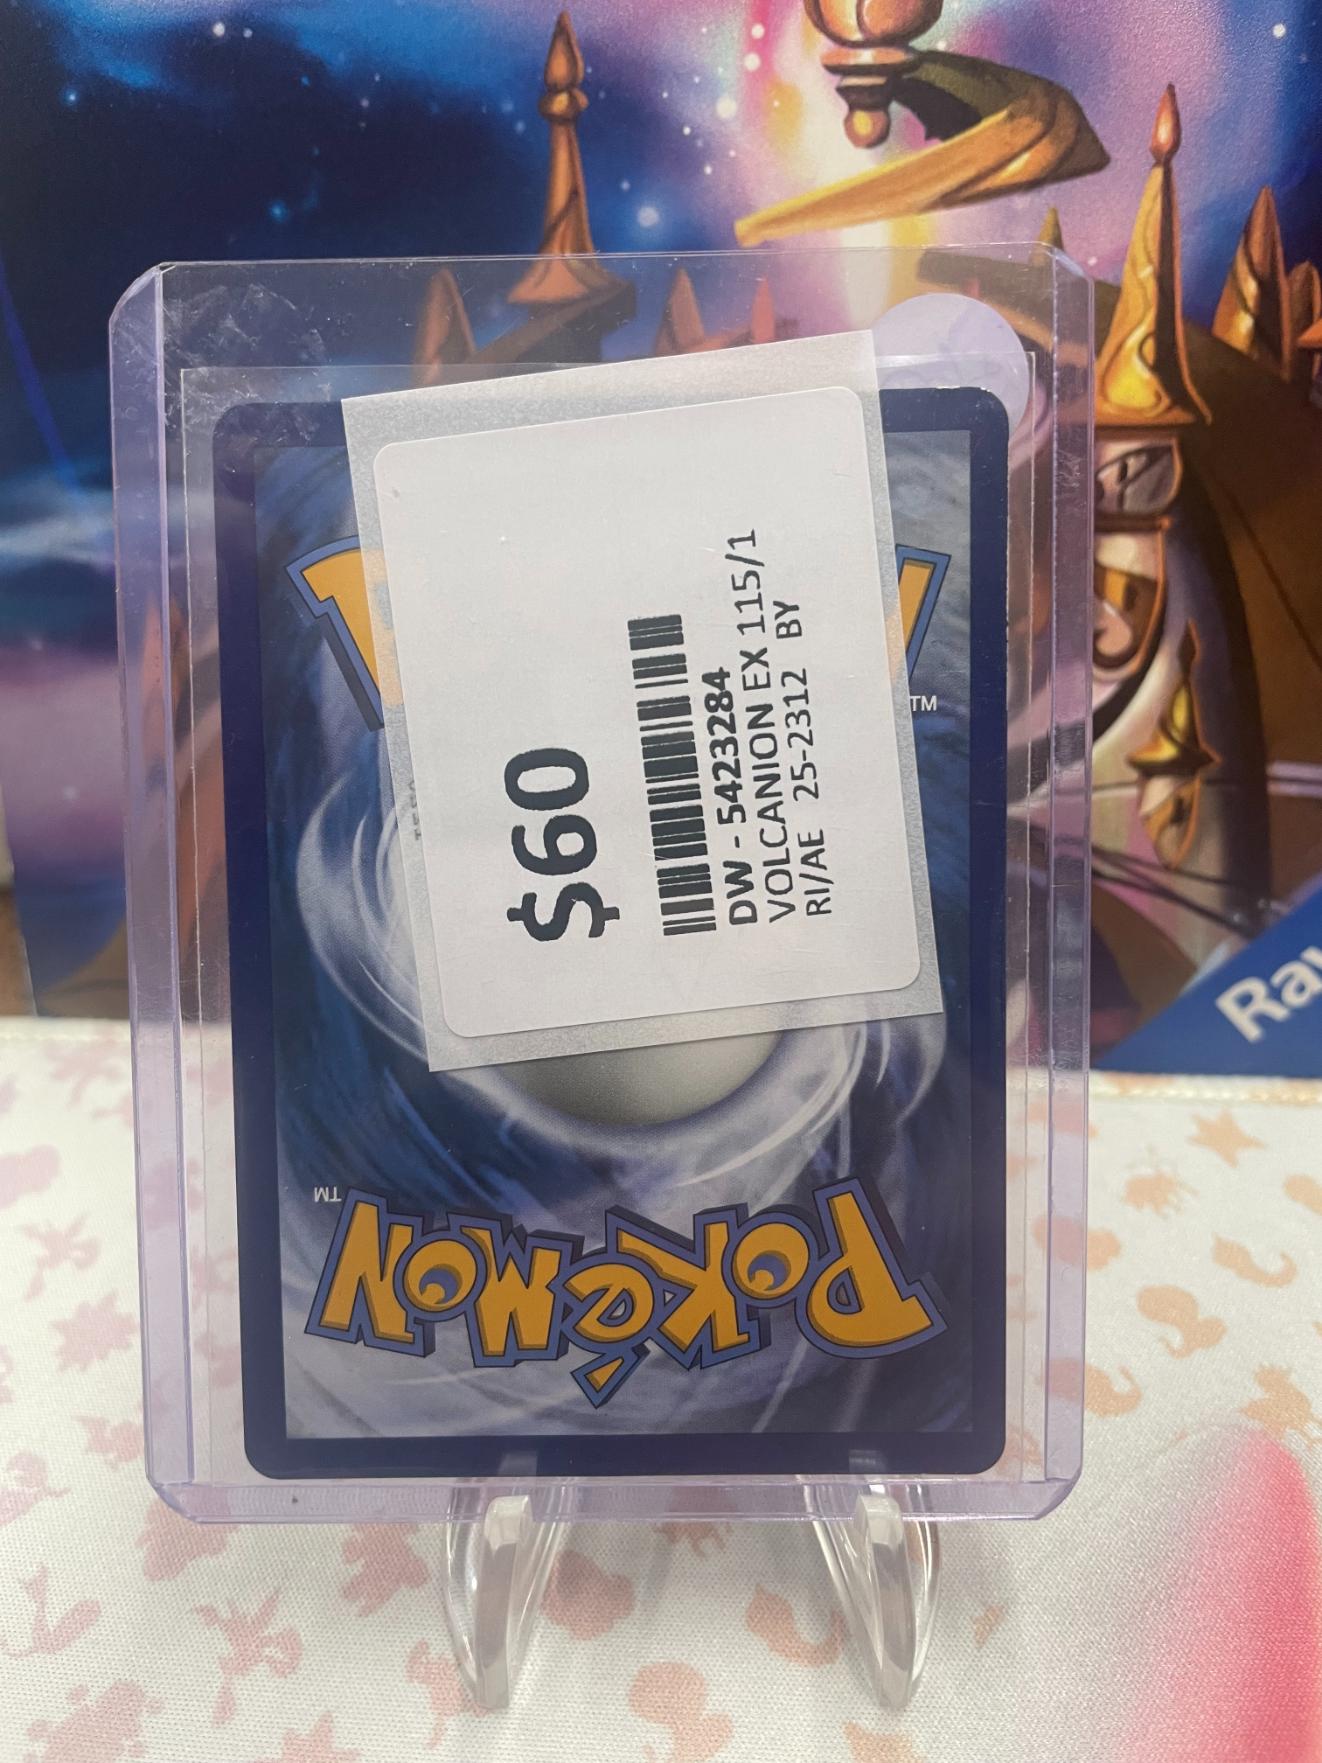 $60
DW - 5423284
VOLCANION EX 115/1
RI/AE 25-2312 BY
TM
TM
POKéMON